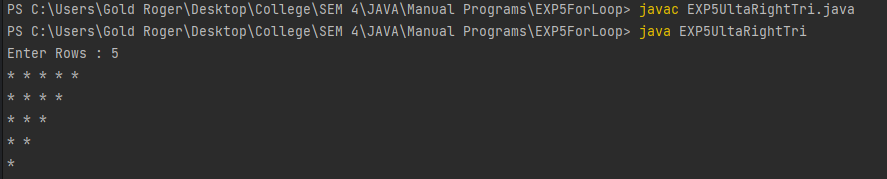 PS C:\Users\Gold Roger\Desktop\College\SEM 4\JAVA\Manual Programs\EXP5ForLoop> javac EXP5UltaRightTri.java
PS C:\Users\Gold Roger\Desktop\College\SEM 4\JAVA\Manual Programs\EXP5ForLoop> java EXP5UltaRightTri
Enter Rows : 5
* * * * *
* * * *
* * *
* *
*